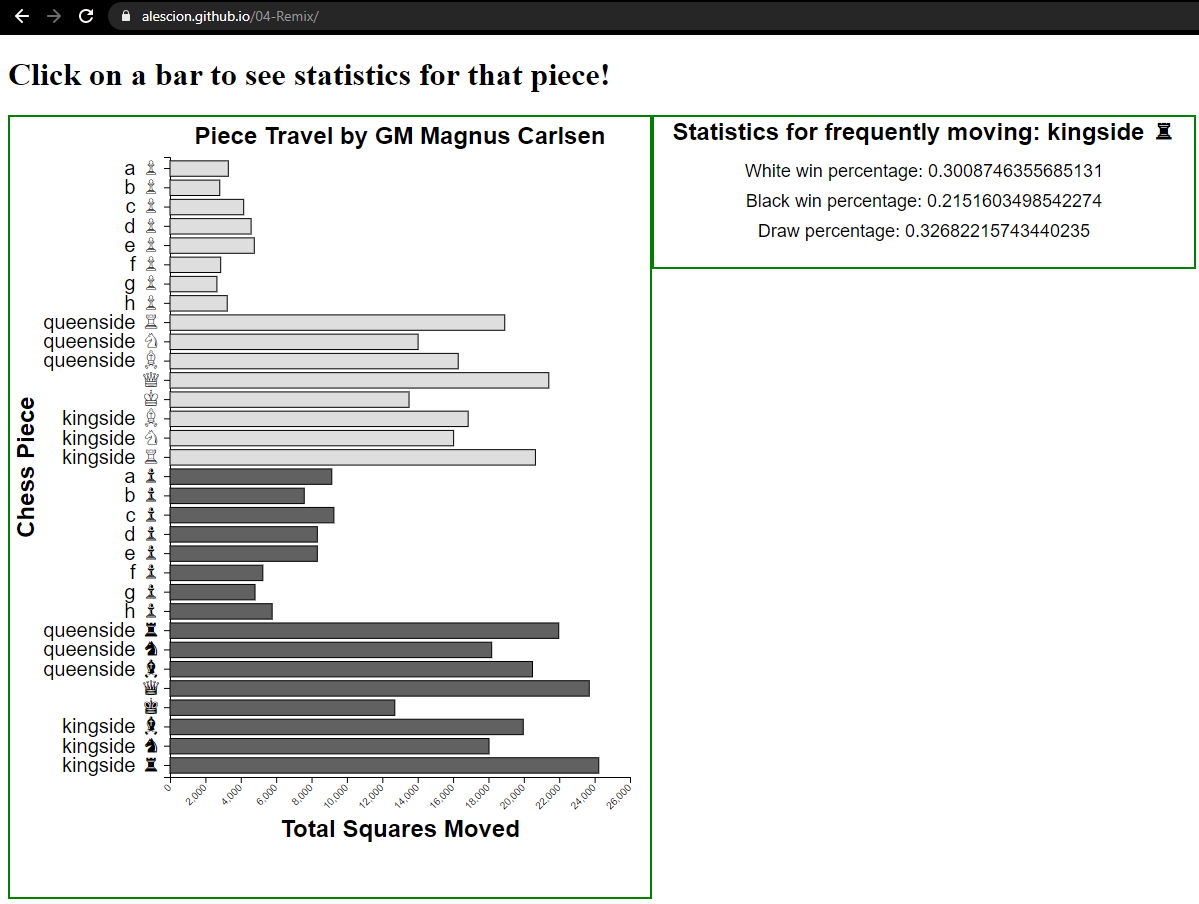 alescion.github.io/04-Remix/
Click on a bar to see statistics for that piece!
Piece Travel by GM Magnus Carlsen
a ♙
b ♙
c ♙
d ♙
e ♙
f ♙
g ♙
h ♙
queenside ♖
queenside ♘
queenside ♗
♕
♔
kingside ♗
kingside ♘
kingside ♖
a ♝
b ♝
c ♝
d ♝
e ♝
f ♝
g ♝
h ♝
queenside ♜
queenside ♞
queenside ♝
♛
♚
kingside ♝
kingside ♞
kingside ♜
Chess Piece
0
2,000
4,000
6,000
8,000
10,000
12,000
14,000
16,000
18,000
20,000
22,000
24,000
26,000
Total Squares Moved
Statistics for frequently moving: kingside ♜
White win percentage: 0.3008746355685131
Black win percentage: 0.2151603498542274
Draw percentage: 0.32682215743440235